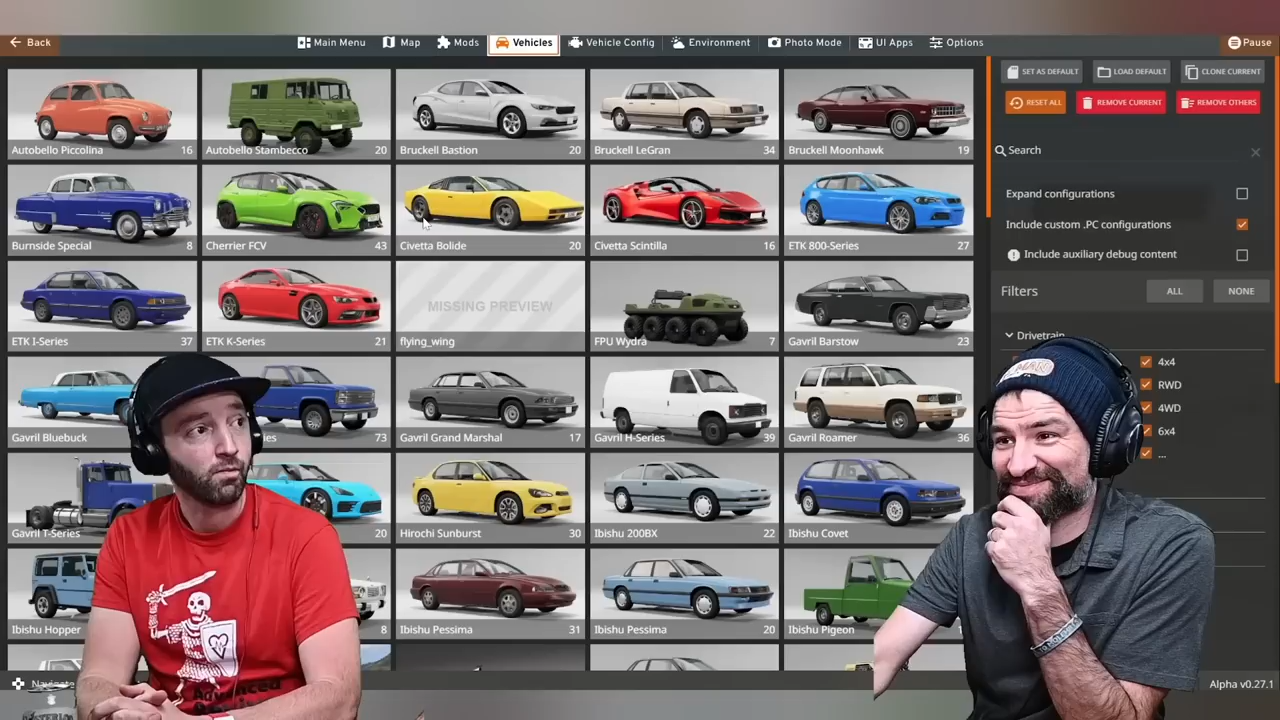 Back
Main Menu
Map
Mods
Vehicles
Vehicle Config
Environment
Photo Mode
UI Apps
Options
Pause
Autobello Piccolina 16
Autobello Stambecco 20
Bruckell Bastion 20
Bruckell LeGran 34
Bruckell Moonhawk 19
Burnside Special 8
Cherrier FCV 43
Civetta Bolide 20
Civetta Scintilla 16
ETK 800-Series 27
ETK I-Series 37
ETK K-Series 21
MISSING PREVIEW
flying_wing
FPU Wydra 7
Gavril Barstow 23
Gavril Bluebuck
ies 73
Gavril Grand Marshal 17
Gavril H-Series 39
Gavril Roamer 36
Gavril T-Series
20
Hirochi Sunburst 30
Ibishu 200BX 22
Ibishu Covet
Ibishu Hopper
8
Ibishu Pessima 31
Ibishu Pessima 20
Ibishu Pigeon
SET AS DEFAULT
LOAD DEFAULT
CLONE CURRENT
RESET ALL
REMOVE CURRENT
REMOVE OTHERS
Search
Expand configurations
Include custom .PC configurations
Include auxiliary debug content
Filters
ALL
NONE
Drivetrain
4x4
RWD
4WD
6x4
...
Advanced
Alpha v0.27.1